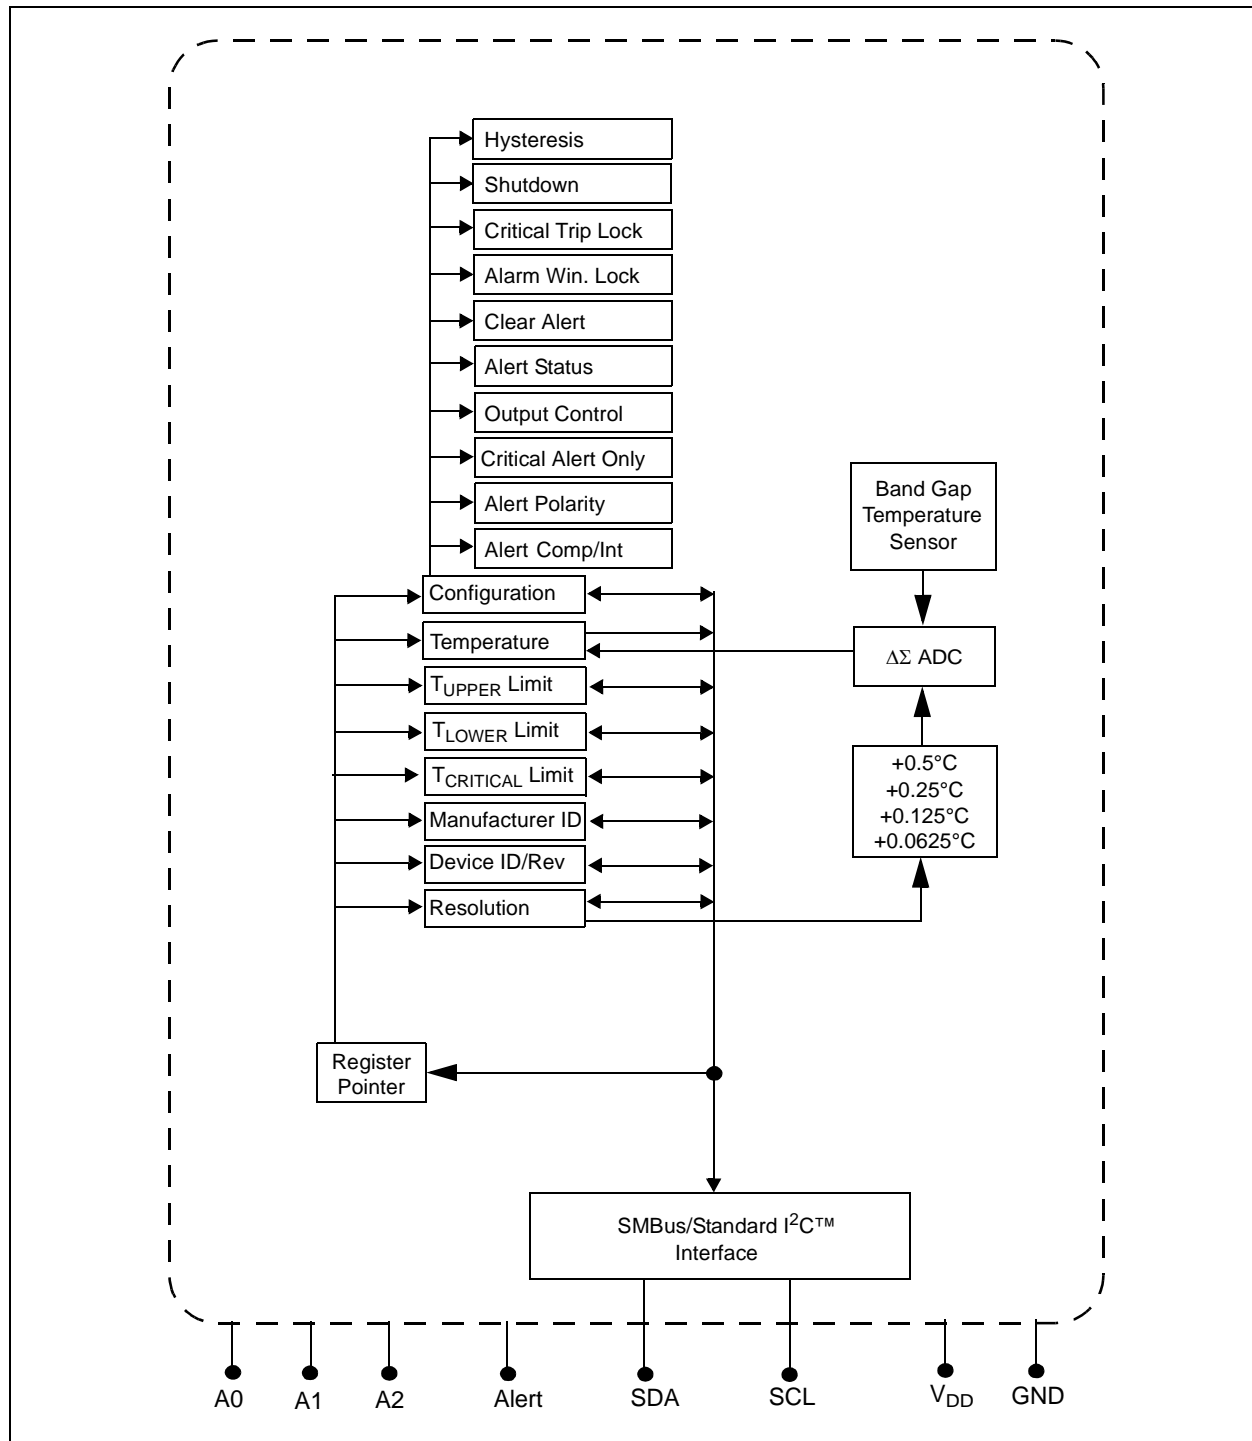 Hysteresis
Shutdown
Critical Trip Lock
Alarm Win. Lock
Clear Alert
Alert Status
Output Control
Critical Alert Only
Alert Polarity
Alert Comp/Int
Configuration
Temperature
TUPPER Limit
TLOWER Limit
TCRITICAL Limit
Manufacturer ID
Device ID/Rev
Resolution
Band Gap
Temperature
Sensor
ΔΣ ADC
+0.5°C
+0.25°C
+0.125°C
+0.0625°C
Register
Pointer
SMBus/Standard I²C™
Interface
A0
A1
A2
Alert
SDA
SCL
VDD
GND